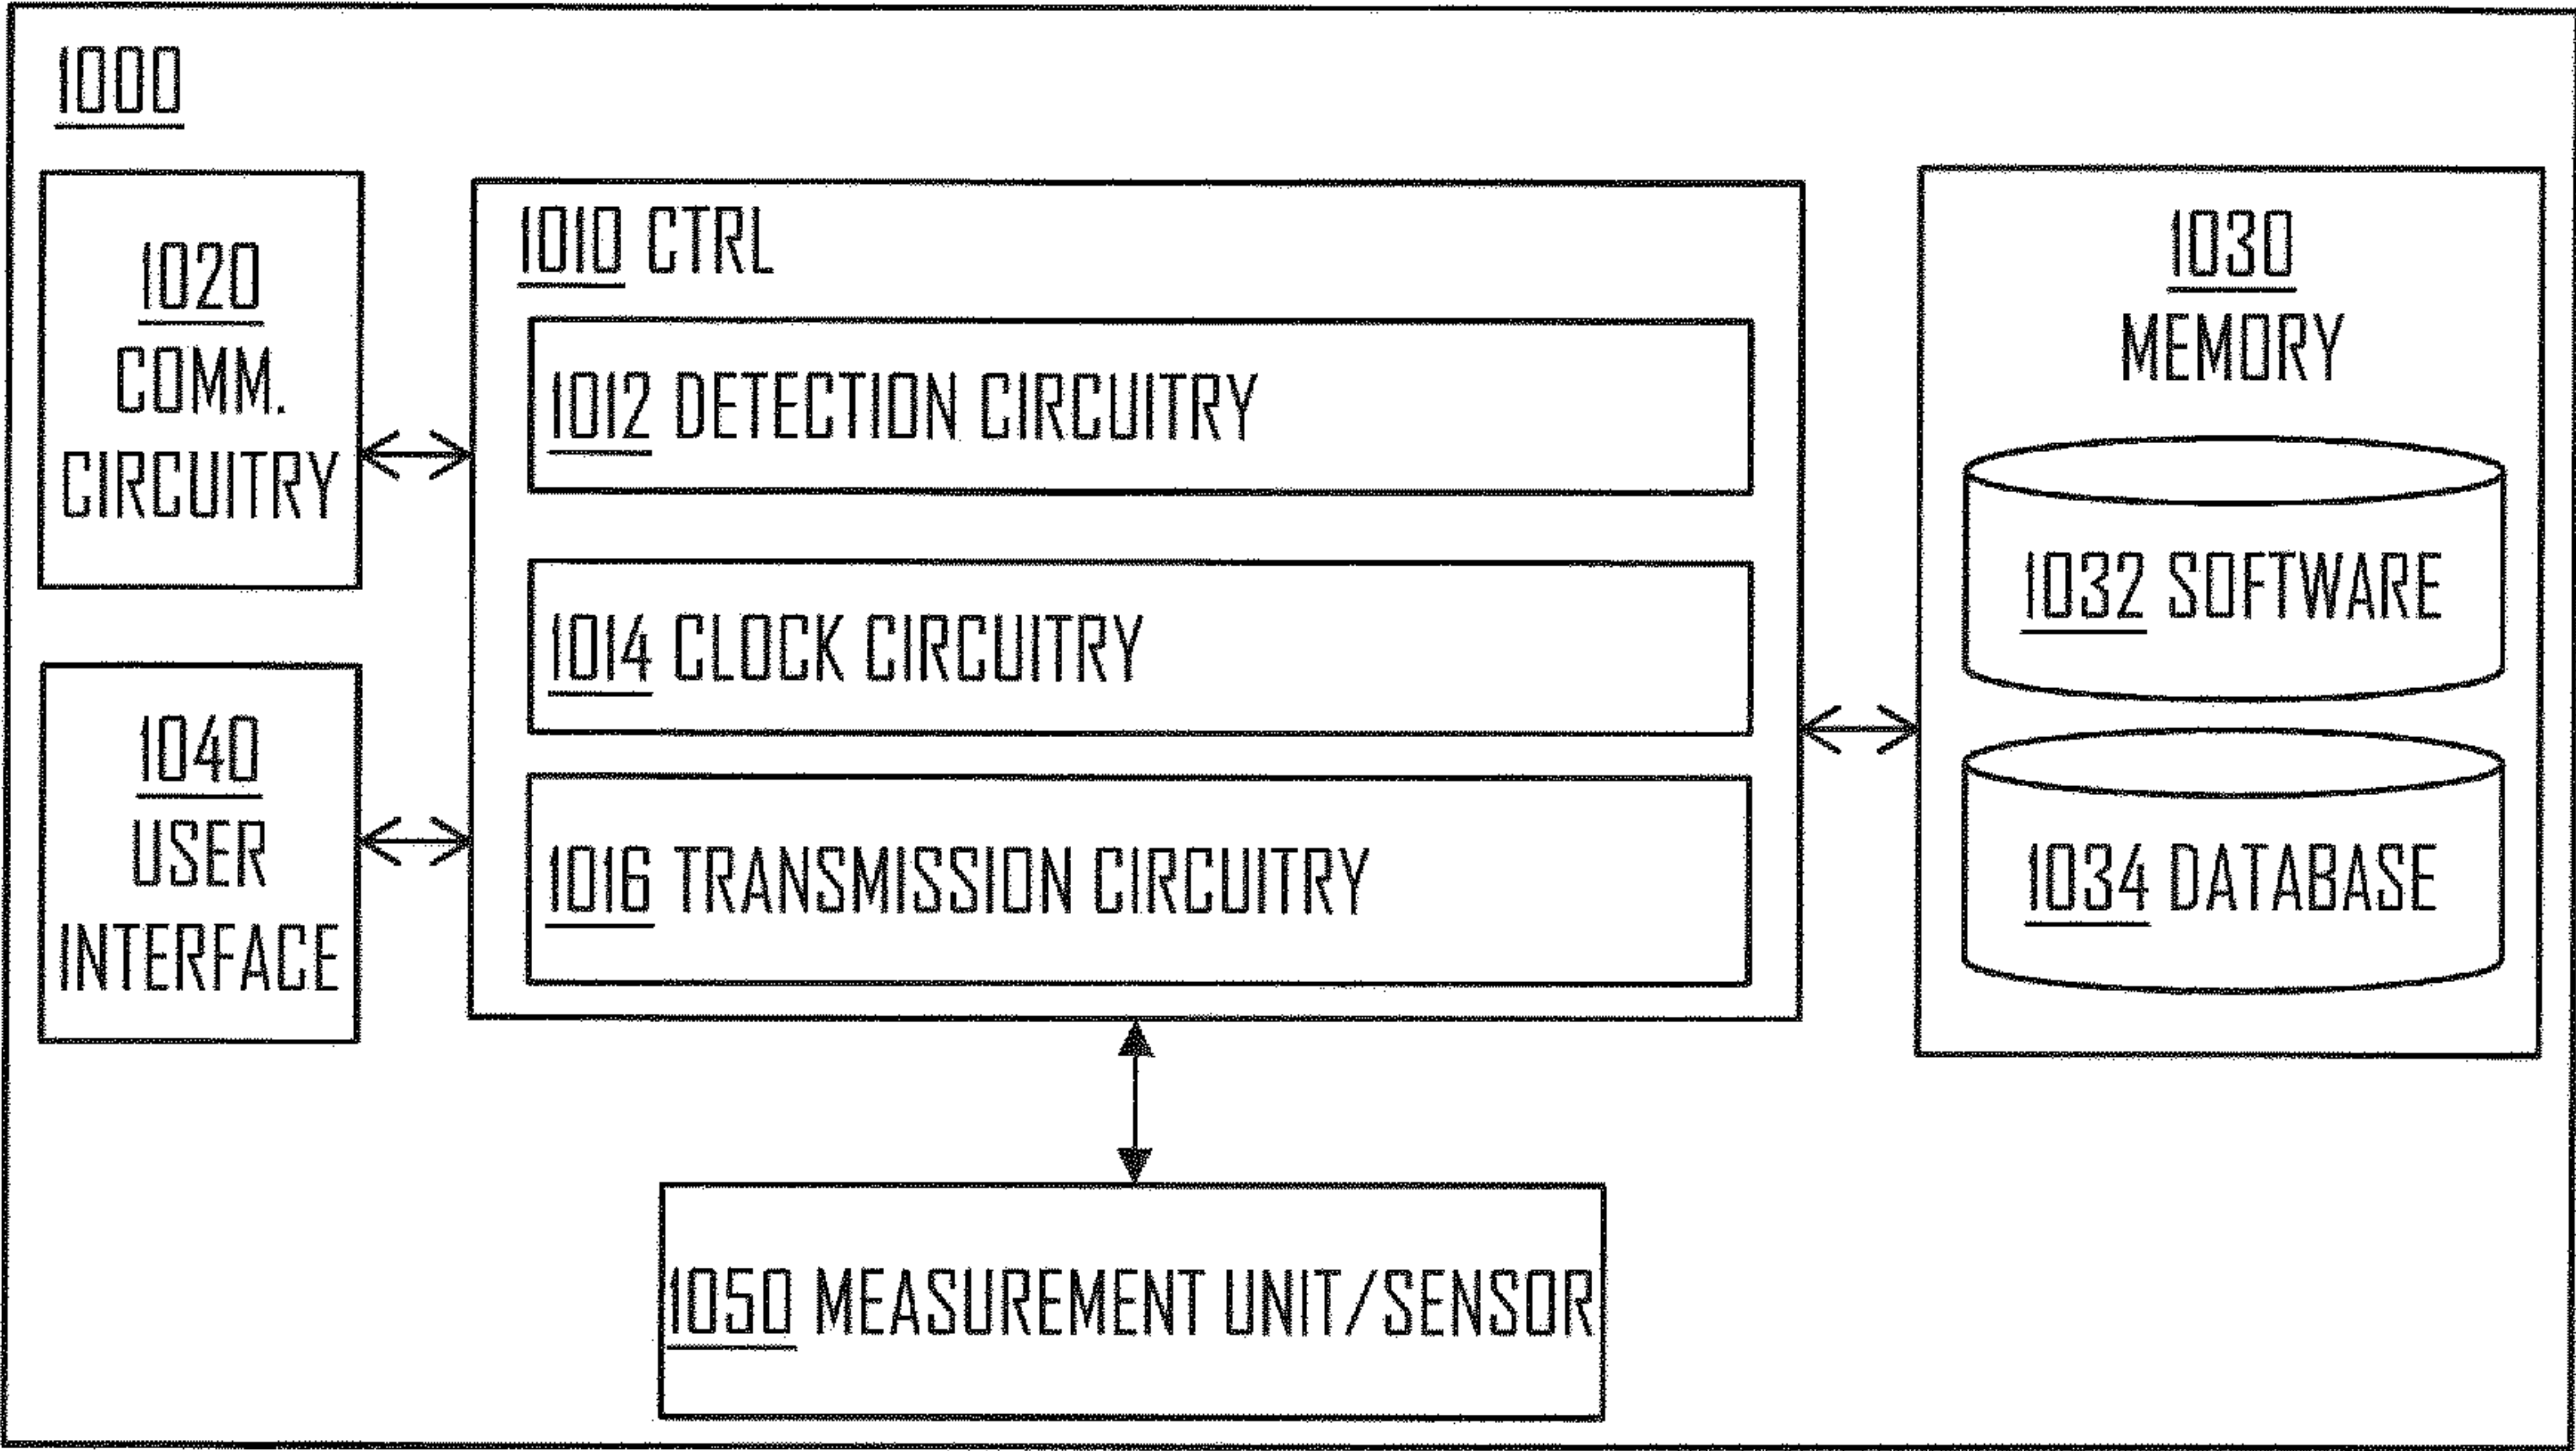 1000
1020
COMM.
CIRCUITRY
1040
USER
INTERFACE
1010 CTRL
1012 DETECTION CIRCUITRY
1014 CLOCK CIRCUITRY
1016 TRANSMISSION CIRCUITRY
1030
MEMORY
1032 SOFTWARE
1034 DATABASE
1050 MEASUREMENT UNIT/SENSOR